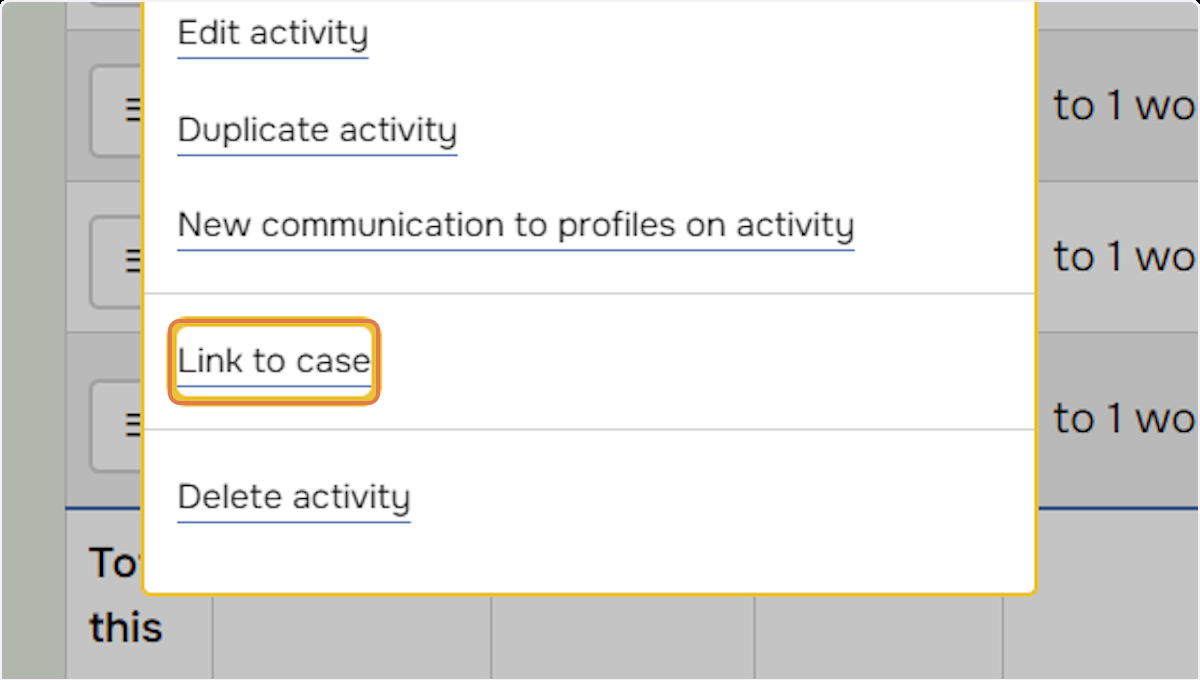 Edit activity
Duplicate activity
to 1 wo
New communication to profiles on activity
to 1 wo
Link to case
to 1 wo
Delete activity
To
this